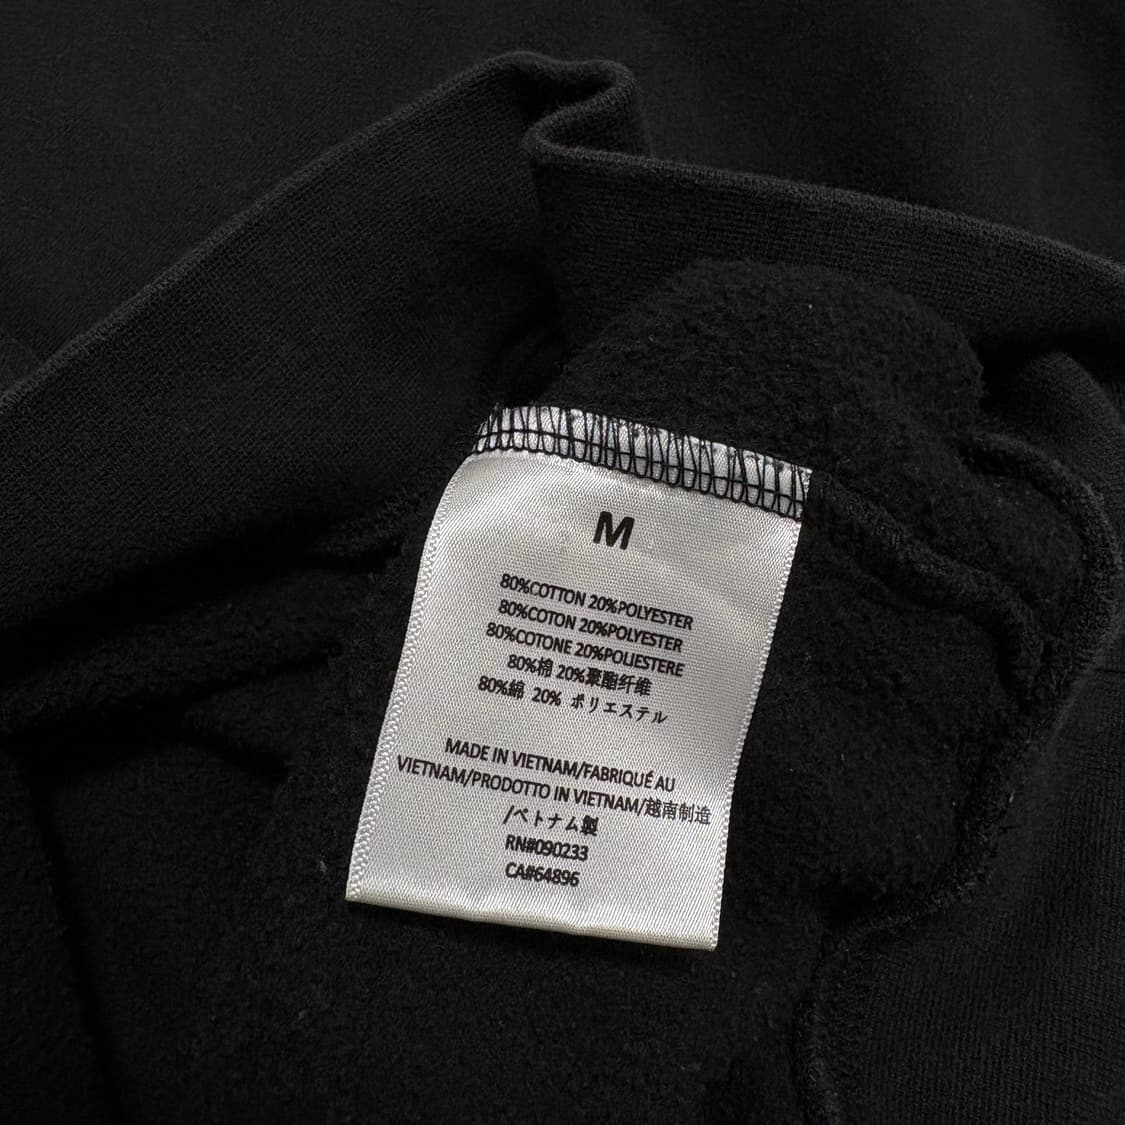 M
80%COTTON 20%POLYESTER
80%COTON 20%POLYESTER
80%COTONE 20%POLIESTERE
80%棉 20%聚酯纤维
80%綿 20% ポリエステル
MADE IN VIETNAM/FABRIQUÉ AU
VIETNAM/PRODOTTO IN VIETNAM/越南制造
/ベトナム製
RN#090233
CA#64896